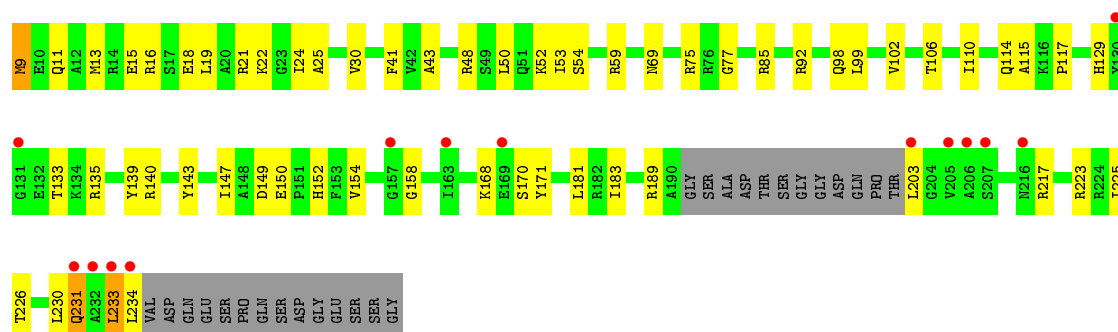 M9 E10 Q11 A12 M13 R14 E15 R16 S17 E18 L19 A20 R21 K22 G23 I24 A25 V30 F41 V42 A43 R48 S49 L50 Q51 K52 I53 S54 R59 N69 R75 R76 G77 R85 R92 Q98 L99 V102 T106 I110 Q114 A115 K116 P117 H129 Y130
G131 E132 T133 K134 R135 Y139 R140 Y143 I147 A148 D149 E150 P151 H152 F153 V154 G157 G158 I163 K168 E169 S170 Y171 L181 R182 I183 R189 A190 GLY SER ALA ASP THR SER GLY GLY ASP GLN PRO THR L203 G204 V205 A206 S207 N216 R217 R223 R224 I225
T226 L230 Q231 A232 L233 L234 VAL ASP GLN GLU SER PRO GLN SER ASP GLY GLU SER SER GLY